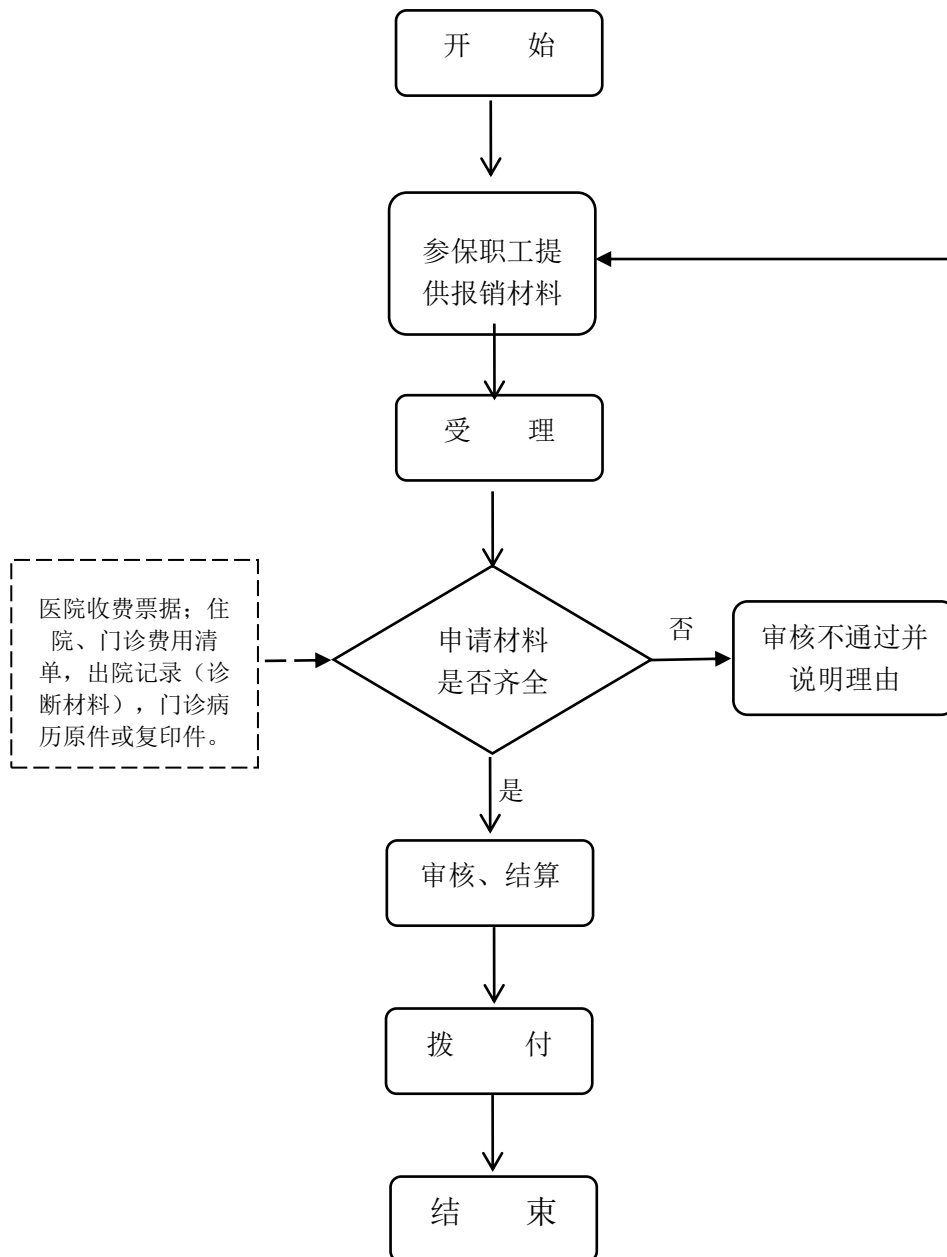 开 始
参保职工提
供报销材料
受 理
医院收费票据；住
院、门诊费用清
单，出院记录（诊
断材料），门诊病
历原件或复印件。
申请材料
是否齐全
否
审核不通过并
说明理由
是
审核、结算
拨 付
结 束